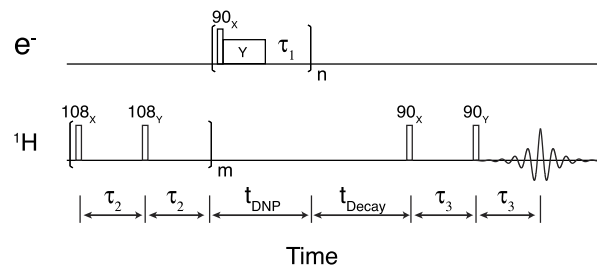 90X
e-
Y τ1
n
108X 108Y 90X 90Y
1H
m
τ2 τ2 tDNP tDecay τ3 τ3
Time